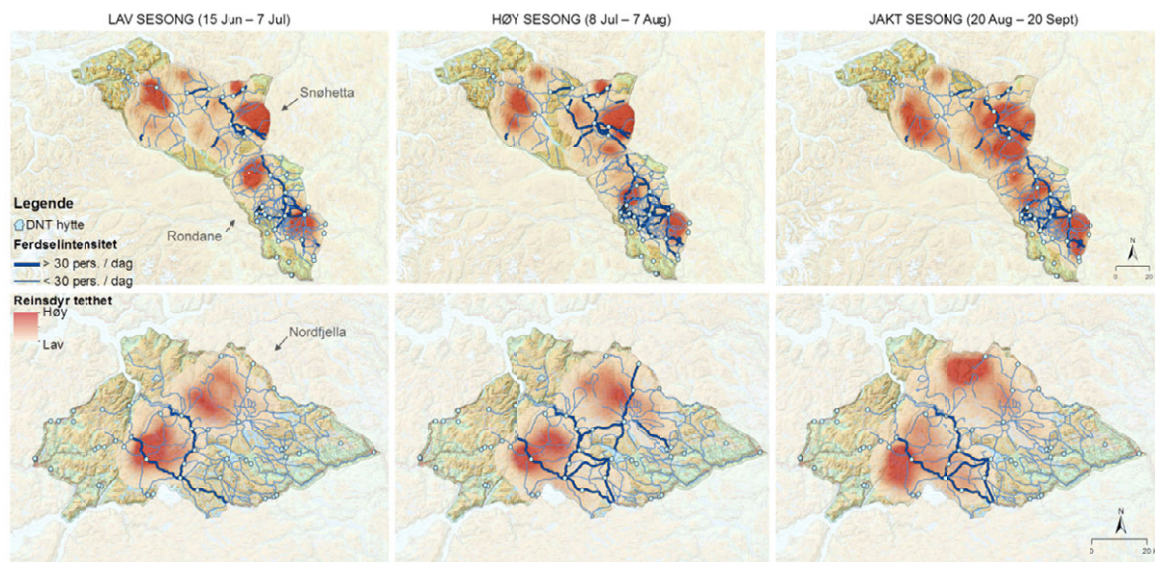 LAV SESONG (15 Jun – 7 Jul)
HØY SESONG (8 Jul – 7 Aug)
JAKT SESONG (20 Aug – 20 Sept)
Snøhetta
Rondane
Legende
DNT hytte
Ferdselintensitet
> 30 pers. / dag
< 30 pers. / dag
Reinsdyr tetthet
Høy
Lav
Nordfjella
N
0 20
N
0 20